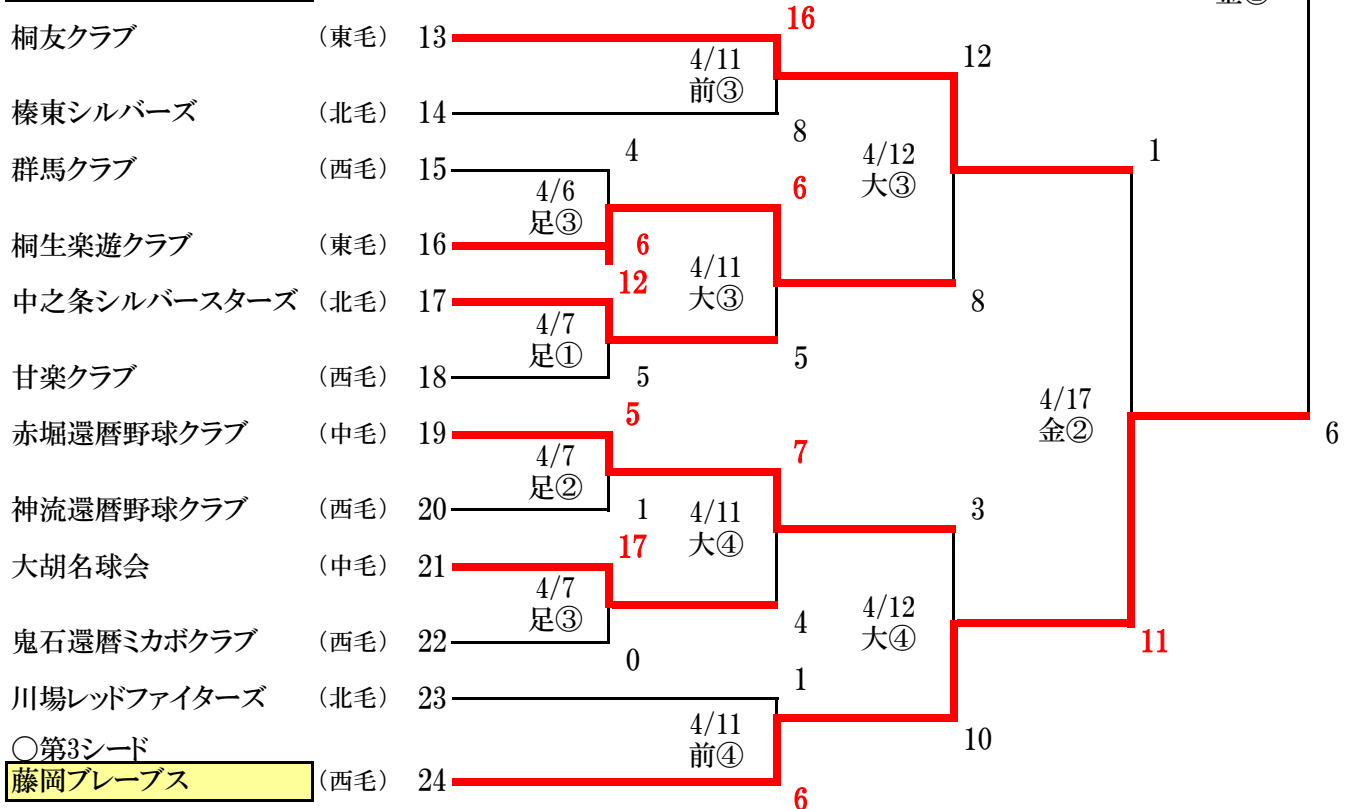 16
桐友クラブ （東毛） 13
4/11
前③
12
榛東シルバーズ （北毛） 14
8
4
4/12
大③
1
群馬クラブ （西毛） 15
4/6
足③
6
桐生楽遊クラブ （東毛） 16
6
12
4/11
大③
中之条シルバースターズ （北毛） 17
8
4/7
足①
5
甘楽クラブ （西毛） 18
5
5
4/17
金②
赤堀還暦野球クラブ （中毛） 19
6
4/7
足②
7
神流還暦野球クラブ （西毛） 20
1
4/11
大④
3
17
大胡名球会 （中毛） 21
4/7
足③
4
4/12
大④
鬼石還暦ミカボクラブ （西毛） 22
0
11
1
川場レッドファイターズ （北毛） 23
4/11
前④
10
○第3シード
藤岡ブレーブス （西毛） 24
6